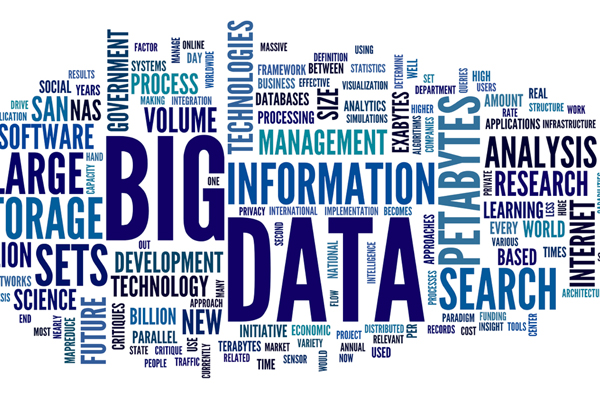 RESULTS
SOCIAL
YEARS
DRIVE
SAN
NAS
SOFTWARE
HAND
CAPACITY
SETS
SCIENCE
END
MOST
NEARLY
MAPREDUCE
FUTURE
CRITIQUES
GOVERNMENT
FACTOR
MANAGE
ONLINE
SYSTEMS
DAY
WORLDWIDE
PROCESS
MAKING
INTEGRATION
VOLUME
BIG
ONE
OUT
DEVELOPMENT
TECHNOLOGY
APPROACH
MANY
BILLION
NEW
PARALLEL
STATE
CRITIQUE
USE
CURRENTLY
PEOPLE
TRAFFIC
TECHNOLOGIES
EFFECTIVE
MASSIVE
DEFINITION
USING
FRAMEWORK
BETWEEN
STATISTICS
BUSINESS
VISUALIZATION
DATABASES
SIZE
ANALYTICS
PROCESSING
SIMULATIONS
MANAGEMENT
EXABYTES
DETERMINE
WELL
ALGORITHMS
HIGHER
COMPANIES
INFORMATION
PRIVACY
INTERNATIONAL
IMPLEMENTATION
BECOMES
DATA
SECOND
FLOW
NATIONAL
INTELLIGENCE
APPROACHES
PROCESSES
INITIATIVE
ECONOMIC
PROJECT
DISTRIBUTED
PER
TERABYTES
MARKET
VARIETY
ANNUAL
RELEVANT
RELATED
SENSOR
NOW
USED
TIME
WOULD
SET
DEPARTMENT
QUERIES
HIGH
USERS
PETABYTES
AMOUNT
REAL
RATE
STRUCTURE
WORK
APPLICATIONS
INFRASTRUCTURE
ANALYSIS
PRIVATE
RESEARCH
LEARNING
LESS
HUGE
EVERY
WORLD
VARIOUS
BASED
TIMES
INTERNET
SEARCH
PARADIGM
FUNDING
RECORDS
COST
INSIGHT
TOOLS
CENTER